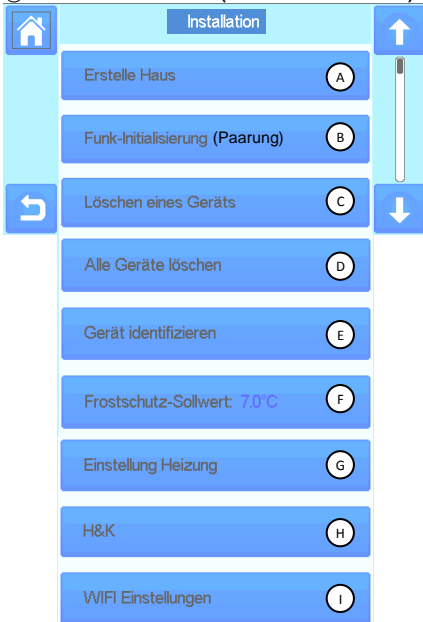 Installation
Erstelle Haus A
Funk-Initialisierung (Paarung) B
Löschen eines Geräts C
Alle Geräte löschen D
Gerät identifizieren E
Frostschutz-Sollwert: 7.0°C F
Einstellung Heizung G
H&K H
WIFI Einstellungen I